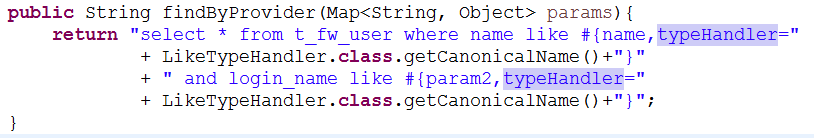 public String findByProvider(Map<String, Object> params){
    return "select * from t_fw_user where name like #{name,typeHandler="
            + LikeTypeHandler.class.getCanonicalName()+"}"
            + " and login_name like #{param2,typeHandler="
            + LikeTypeHandler.class.getCanonicalName()+"}";
}